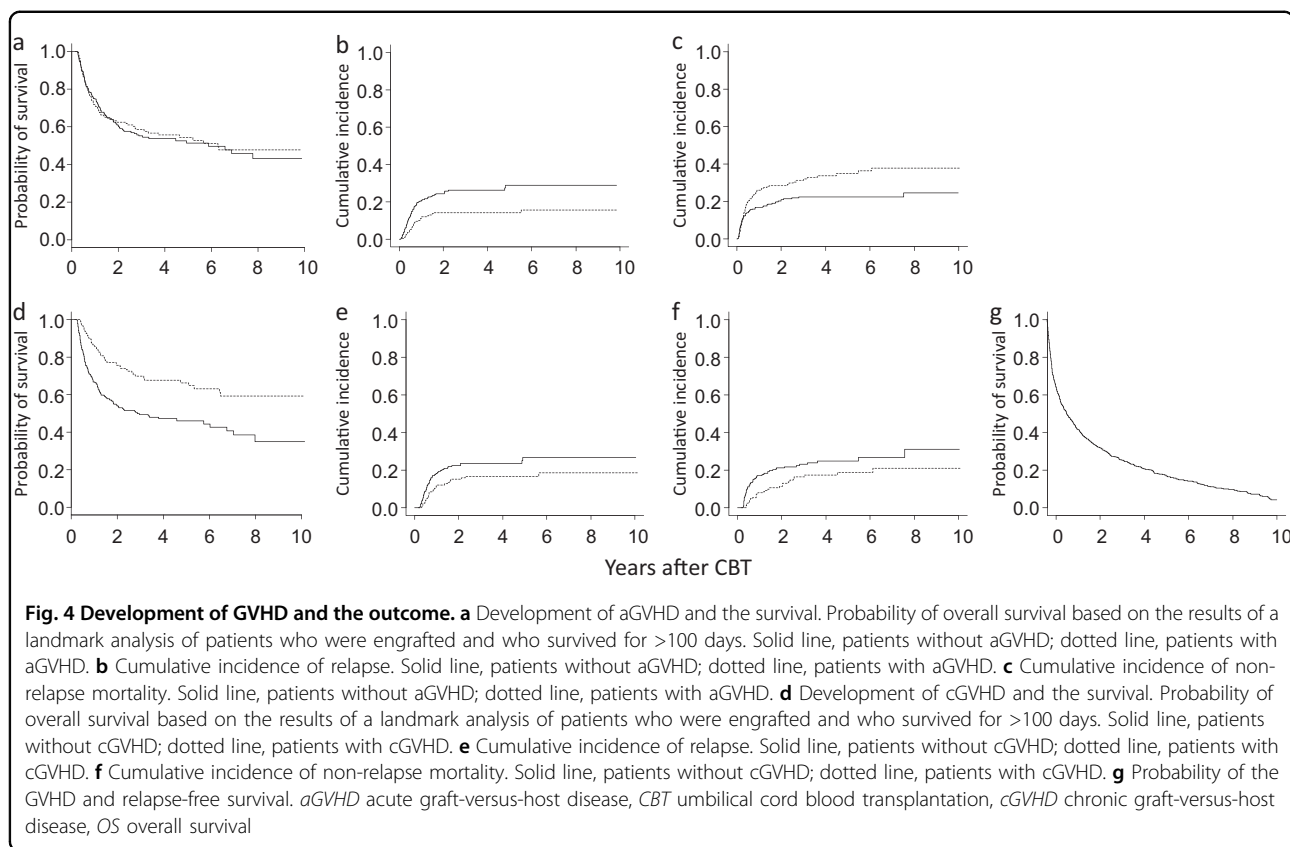 a
1.0
0.8
0.6
0.4
0.2
0.0
Probability of survival
0 2 4 6 8 10
b
1.0
0.8
0.6
0.4
0.2
0.0
Cumulative incidence
0 2 4 6 8 10
c
1.0
0.8
0.6
0.4
0.2
0.0
Cumulative incidence
0 2 4 6 8 10
d
1.0
0.8
0.6
0.4
0.2
0.0
Probability of survival
0 2 4 6 8 10
e
1.0
0.8
0.6
0.4
0.2
0.0
Cumulative incidence
0 2 4 6 8 10
f
1.0
0.8
0.6
0.4
0.2
0.0
Cumulative incidence
0 2 4 6 8 10
g
1.0
0.8
0.6
0.4
0.2
0.0
Probability of survival
0 2 4 6 8 10
Years after CBT
Fig. 4 Development of GVHD and the outcome. a Development of aGVHD and the survival. Probability of overall survival based on the results of a
landmark analysis of patients who were engrafted and who survived for >100 days. Solid line, patients without aGVHD; dotted line, patients with
aGVHD. b Cumulative incidence of relapse. Solid line, patients without aGVHD; dotted line, patients with aGVHD. c Cumulative incidence of non-
relapse mortality. Solid line, patients without aGVHD; dotted line, patients with aGVHD. d Development of cGVHD and the survival. Probability of
overall survival based on the results of a landmark analysis of patients who were engrafted and who survived for >100 days. Solid line, patients
without cGVHD; dotted line, patients with cGVHD. e Cumulative incidence of relapse. Solid line, patients without cGVHD; dotted line, patients with
cGVHD. f Cumulative incidence of non-relapse mortality. Solid line, patients without cGVHD; dotted line, patients with cGVHD. g Probability of the
GVHD and relapse-free survival. aGVHD acute graft-versus-host disease, CBT umbilical cord blood transplantation, cGVHD chronic graft-versus-host
disease, OS overall survival